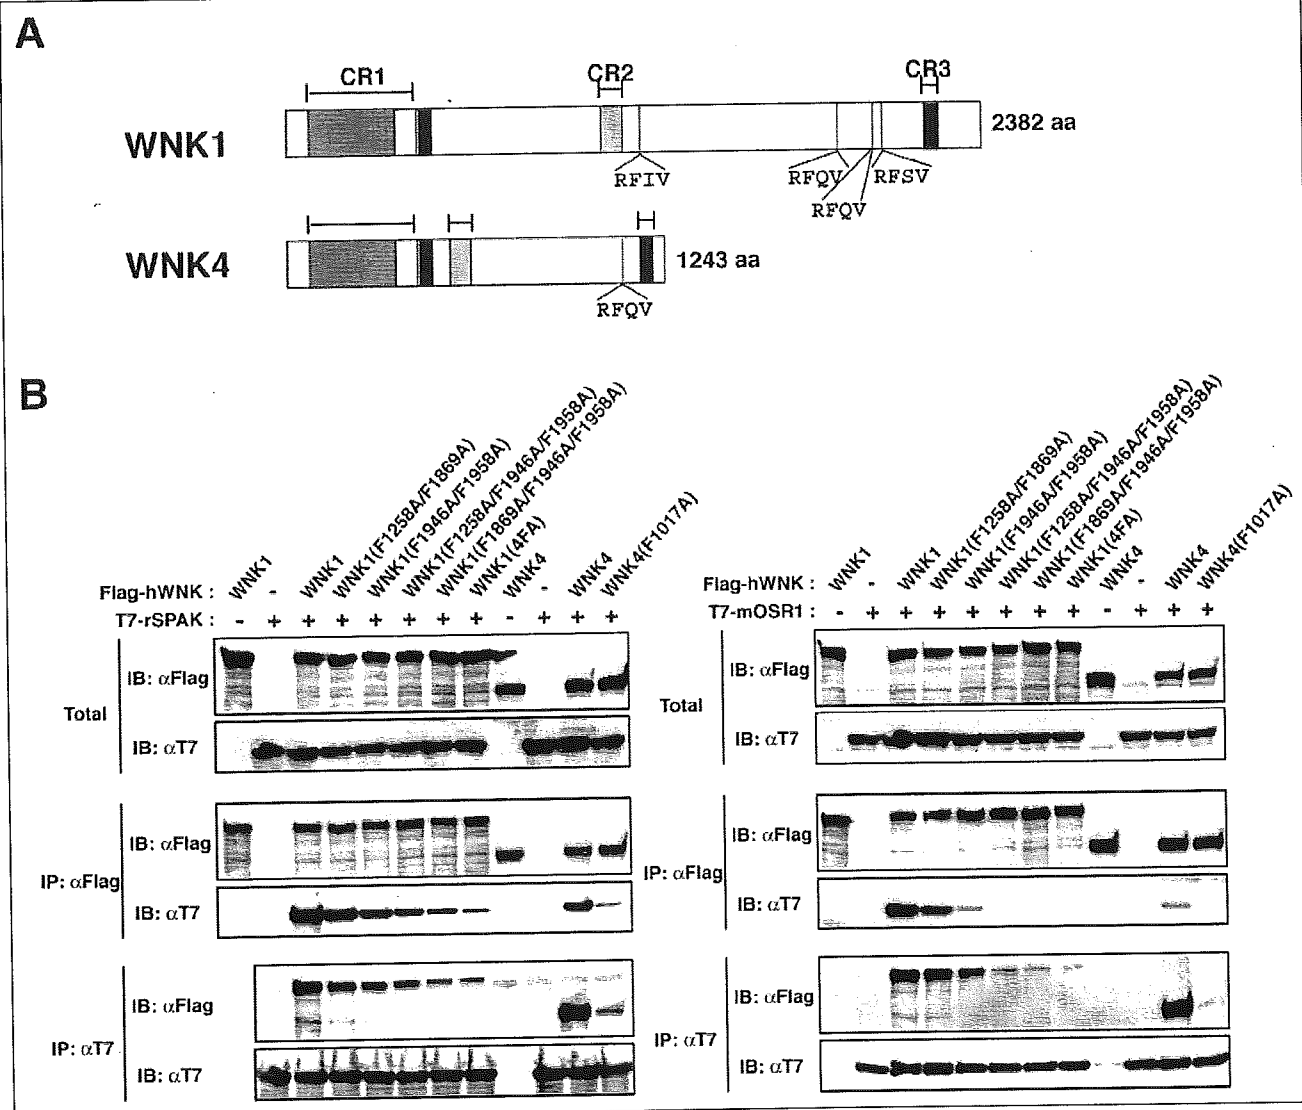 A
CR1 CR2 CR3
WNK1 2382 aa
RFIV RFQV RFSV
RFQV
WNK4 1243 aa
RFQV
B
Flag-hWNK : WNK1 - WNK1 WNK1(F1258A/F1869A) WNK1(F1946A/F1958A) WNK1(F1258A/F1946A/F1958A) WNK1(F1869A/F1946A/F1958A) WNK1(4FA) WNK4 - WNK4 WNK4(F1017A)
T7-rSPAK : - + + + + + + + - + + +
Total
IB: αFlag
IB: αT7
IP: αFlag
IB: αFlag
IB: αT7
IP: αT7
IB: αFlag
IB: αT7
Flag-hWNK : WNK1 - WNK1 WNK1(F1258A/F1869A) WNK1(F1946A/F1958A) WNK1(F1258A/F1946A/F1958A) WNK1(F1869A/F1946A/F1958A) WNK1(4FA) WNK4 - WNK4 WNK4(F1017A)
T7-mOSR1 : - + + + + + + + - + + +
Total
IB: αFlag
IB: αT7
IP: αFlag
IB: αFlag
IB: αT7
IP: αT7
IB: αFlag
IB: αT7